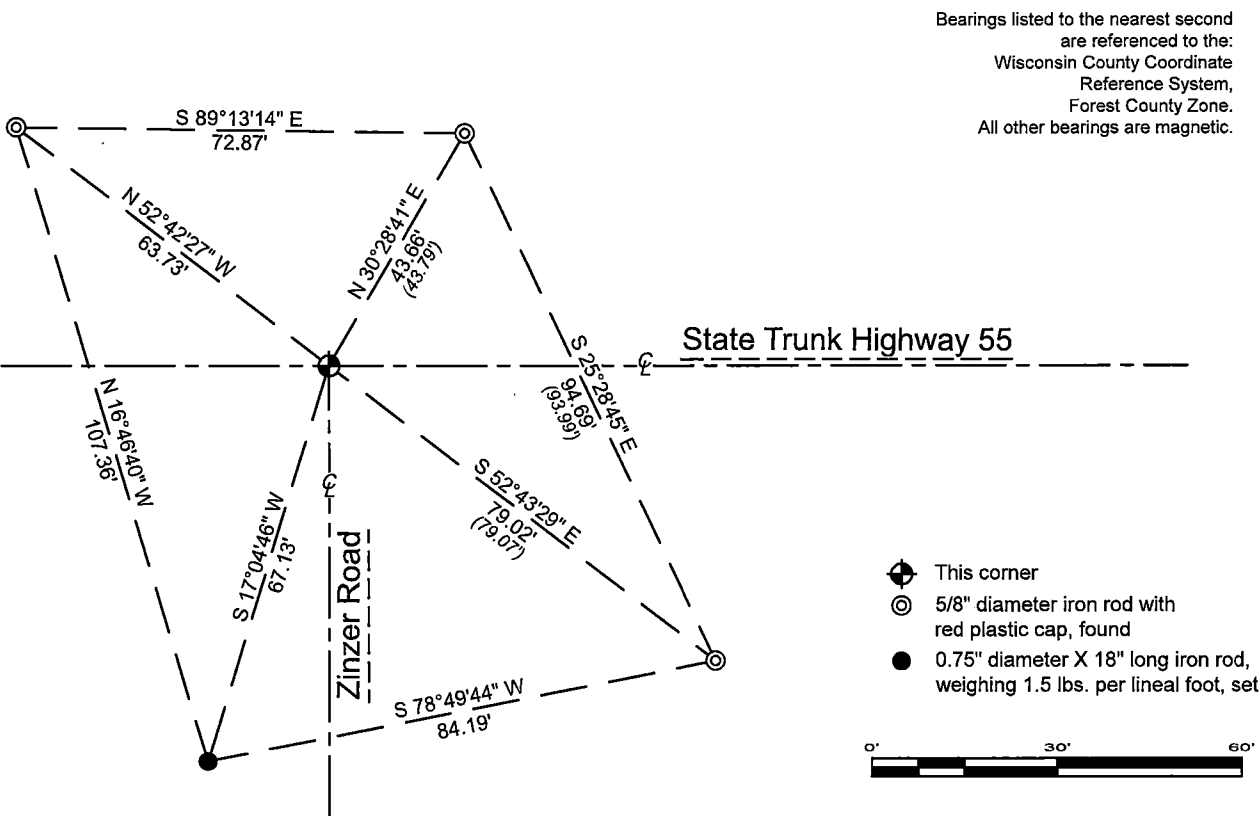 Bearings listed to the nearest second
are referenced to the:
Wisconsin County Coordinate
Reference System,
Forest County Zone.
All other bearings are magnetic.
S 89°13'14" E
72.87'
N 52°42'27" W
63.73'
N 30°28'41" E
43.66'
(43.79')
State Trunk Highway 55
S 25°28'45" E
94.69'
(93.99')
N 16°46'40" W
107.36'
S 17°04'46" W
67.13'
S 52°43'29" E
79.02'
(79.07')
Zinzer Road
S 78°49'44" W
84.19'
This corner
5/8" diameter iron rod with
red plastic cap, found
0.75" diameter X 18" long iron rod,
weighing 1.5 lbs. per lineal foot, set
0' 30' 60'